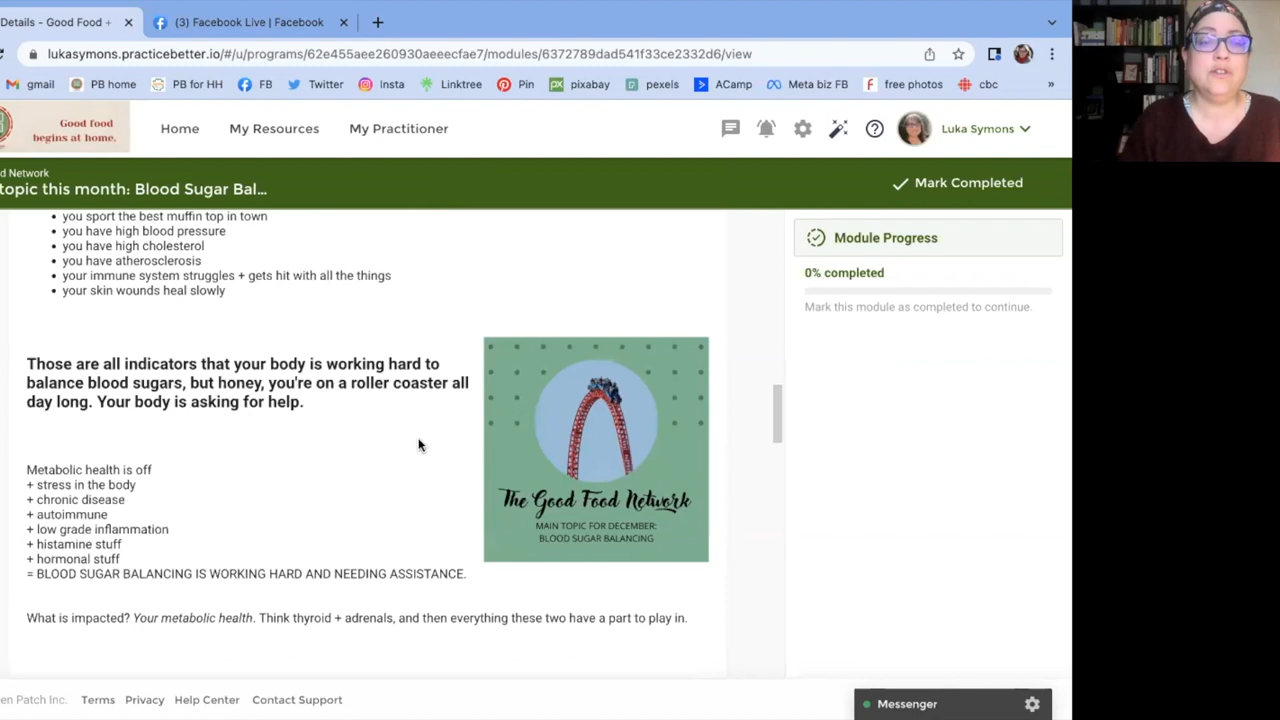 Details - Good Food +
(3) Facebook Live | Facebook
lukasymons.practicebetter.io/#/u/programs/62e455aee260930aeeecfae7/modules/6372789dad541f33ce2332d6/view
gmail PB home PB for HH FB Twitter Insta Linktree Pin pixabay pexels ACamp Meta biz FB free photos cbc »
Good food
begins at home.
Home My Resources My Practitioner
Luka Symons
d Network
topic this month: Blood Sugar Bal...
Mark Completed
• you sport the best muffin top in town
• you have high blood pressure
• you have high cholesterol
• you have atherosclerosis
• your immune system struggles + gets hit with all the things
• your skin wounds heal slowly
Module Progress
0% completed
Mark this module as completed to continue.
Those are all indicators that your body is working hard to
balance blood sugars, but honey, you're on a roller coaster all
day long. Your body is asking for help.
Metabolic health is off
+ stress in the body
+ chronic disease
+ autoimmune
+ low grade inflammation
+ histamine stuff
+ hormonal stuff
= BLOOD SUGAR BALANCING IS WORKING HARD AND NEEDING ASSISTANCE.
The Good Food Network
MAIN TOPIC FOR DECEMBER:
BLOOD SUGAR BALANCING
What is impacted? Your metabolic health. Think thyroid + adrenals, and then everything these two have a part to play in.
en Patch Inc. Terms Privacy Help Center Contact Support
Messenger